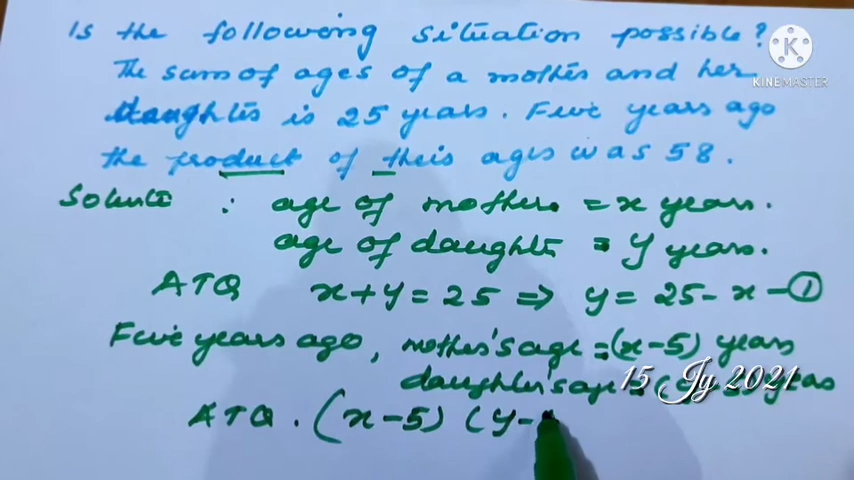 Is the following situation possible?
KINEMASTER
The sum of ages of a mother and her
daughter is 25 years. Five years ago
the product of their ages was 58.
Solution : age of mother = x years.
age of daughter = y years.
ATQ x+y = 25 ⇒ y = 25 - x - ①
Five years ago, mother's age = (x-5) years
daughter's age = years
15 Jy 2021
ATQ . (x-5) (y-